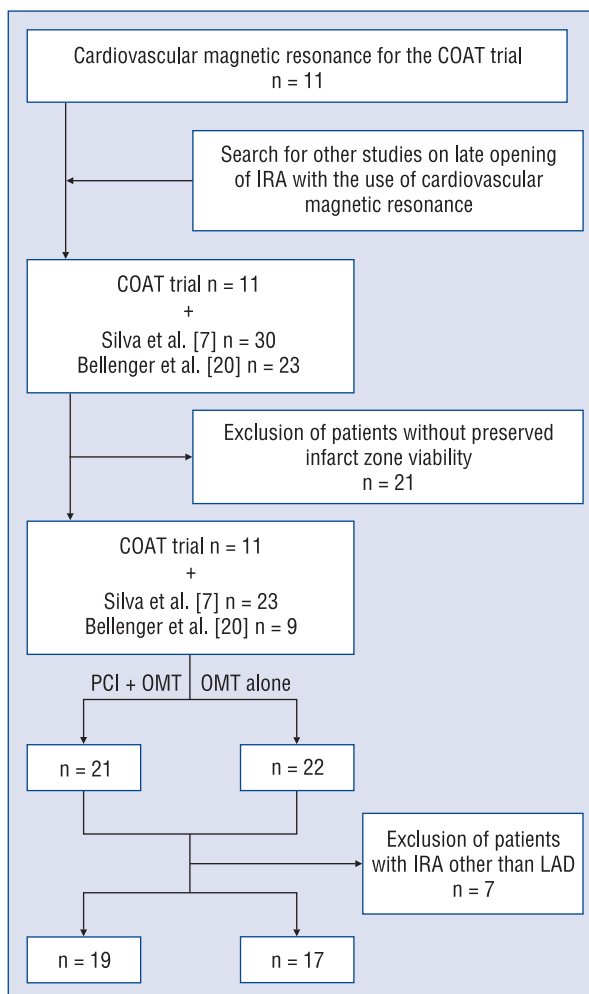 Cardiovascular magnetic resonance for the COAT trial
n = 11
Search for other studies on late opening
of IRA with the use of cardiovascular
magnetic resonance
COAT trial n = 11
+
Silva et al. [7] n = 30
Bellenger et al. [20] n = 23
Exclusion of patients without preserved
infarct zone viability
n = 21
COAT trial n = 11
+
Silva et al. [7] n = 23
Bellenger et al. [20] n = 9
PCI + OMT OMT alone
n = 21
n = 22
Exclusion of patients
with IRA other than LAD
n = 7
n = 19
n = 17